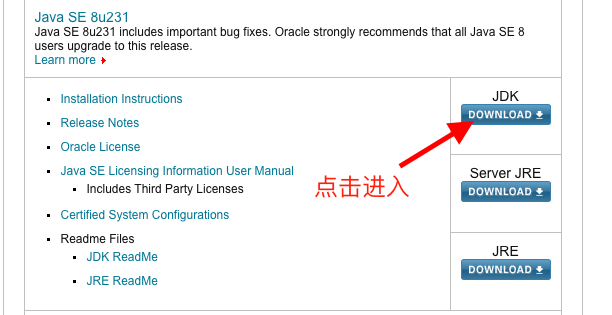 Java SE 8u231
Java SE 8u231 includes important bug fixes. Oracle strongly recommends that all Java SE 8
users upgrade to this release.
Learn more
Installation Instructions
Release Notes
Oracle License
Java SE Licensing Information User Manual
Includes Third Party Licenses
Certified System Configurations
Readme Files
JDK ReadMe
JRE ReadMe
JDK
DOWNLOAD
点击进入
Server JRE
DOWNLOAD
JRE
DOWNLOAD